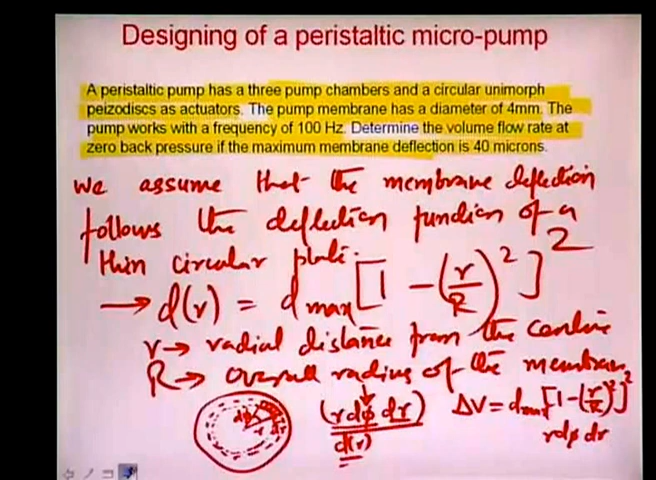 Designing of a peristaltic micro-pump
A peristaltic pump has a three pump chambers and a circular unimorph
peizodiscs as actuators. The pump membrane has a diameter of 4mm. The
pump works with a frequency of 100 Hz. Determine the volume flow rate at
zero back pressure if the maximum membrane deflection is 40 microns.
We assume that the membrane deflection
follows the deflection function of a
thin circular plate.
→ d(r) = dmax [1 - (r/R)²]²
r → radial distance from the centre
R → overall radius of the membrane
dφ r dr
(r dφ dr) ΔV = dmax [1 - (r/R)²]²
d(r) r dφ dr